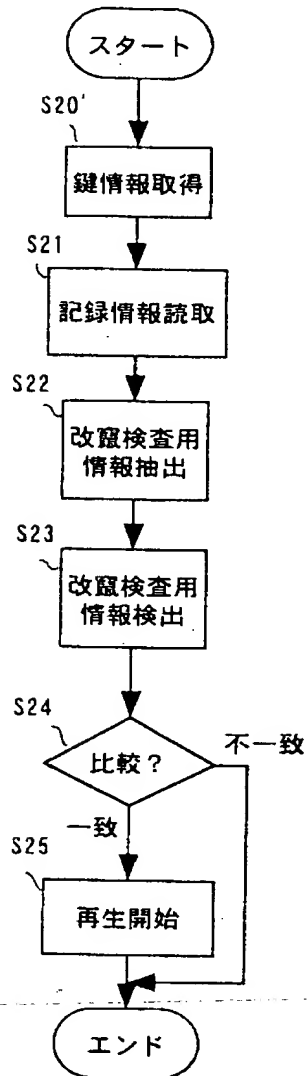 スタート
S20'
鍵情報取得
S21
記録情報読取
S22
改竄検査用
情報抽出
S23
改竄検査用
情報検出
S24
比較？
不一致
一致
S25
再生開始
エンド